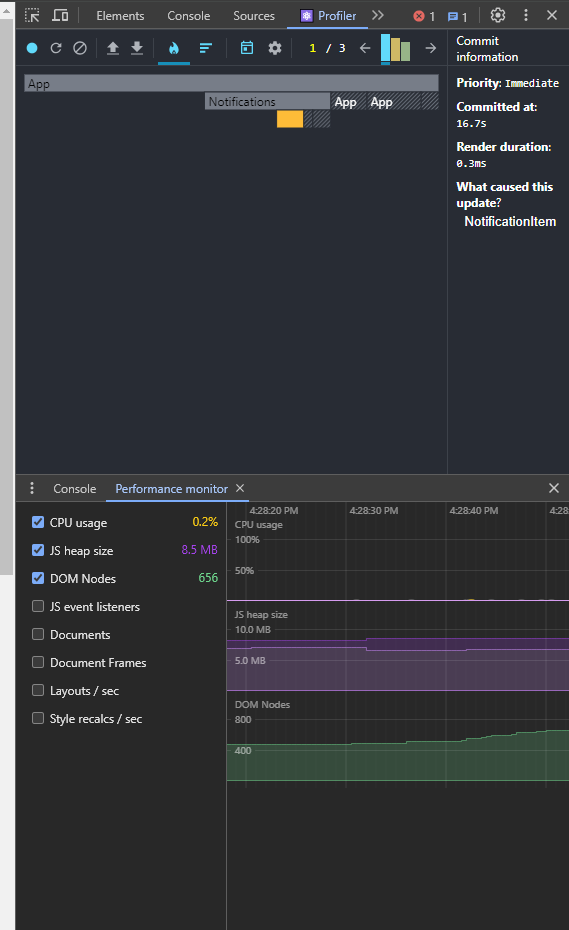 Elements Console Sources Profiler 1 1
1 / 3
Commit
information
App
Notifications App App
Priority: Immediate
Committed at:
16.7s
Render duration:
0.3ms
What caused this
update?
NotificationItem
Console Performance monitor
CPU usage 0.2%
JS heap size 8.5 MB
DOM Nodes 656
JS event listeners
Documents
Document Frames
Layouts / sec
Style recalcs / sec
4:28:20 PM 4:28:30 PM 4:28:40 PM 4:28
CPU usage
100%
50%
JS heap size
10.0 MB
5.0 MB
DOM Nodes
800
400